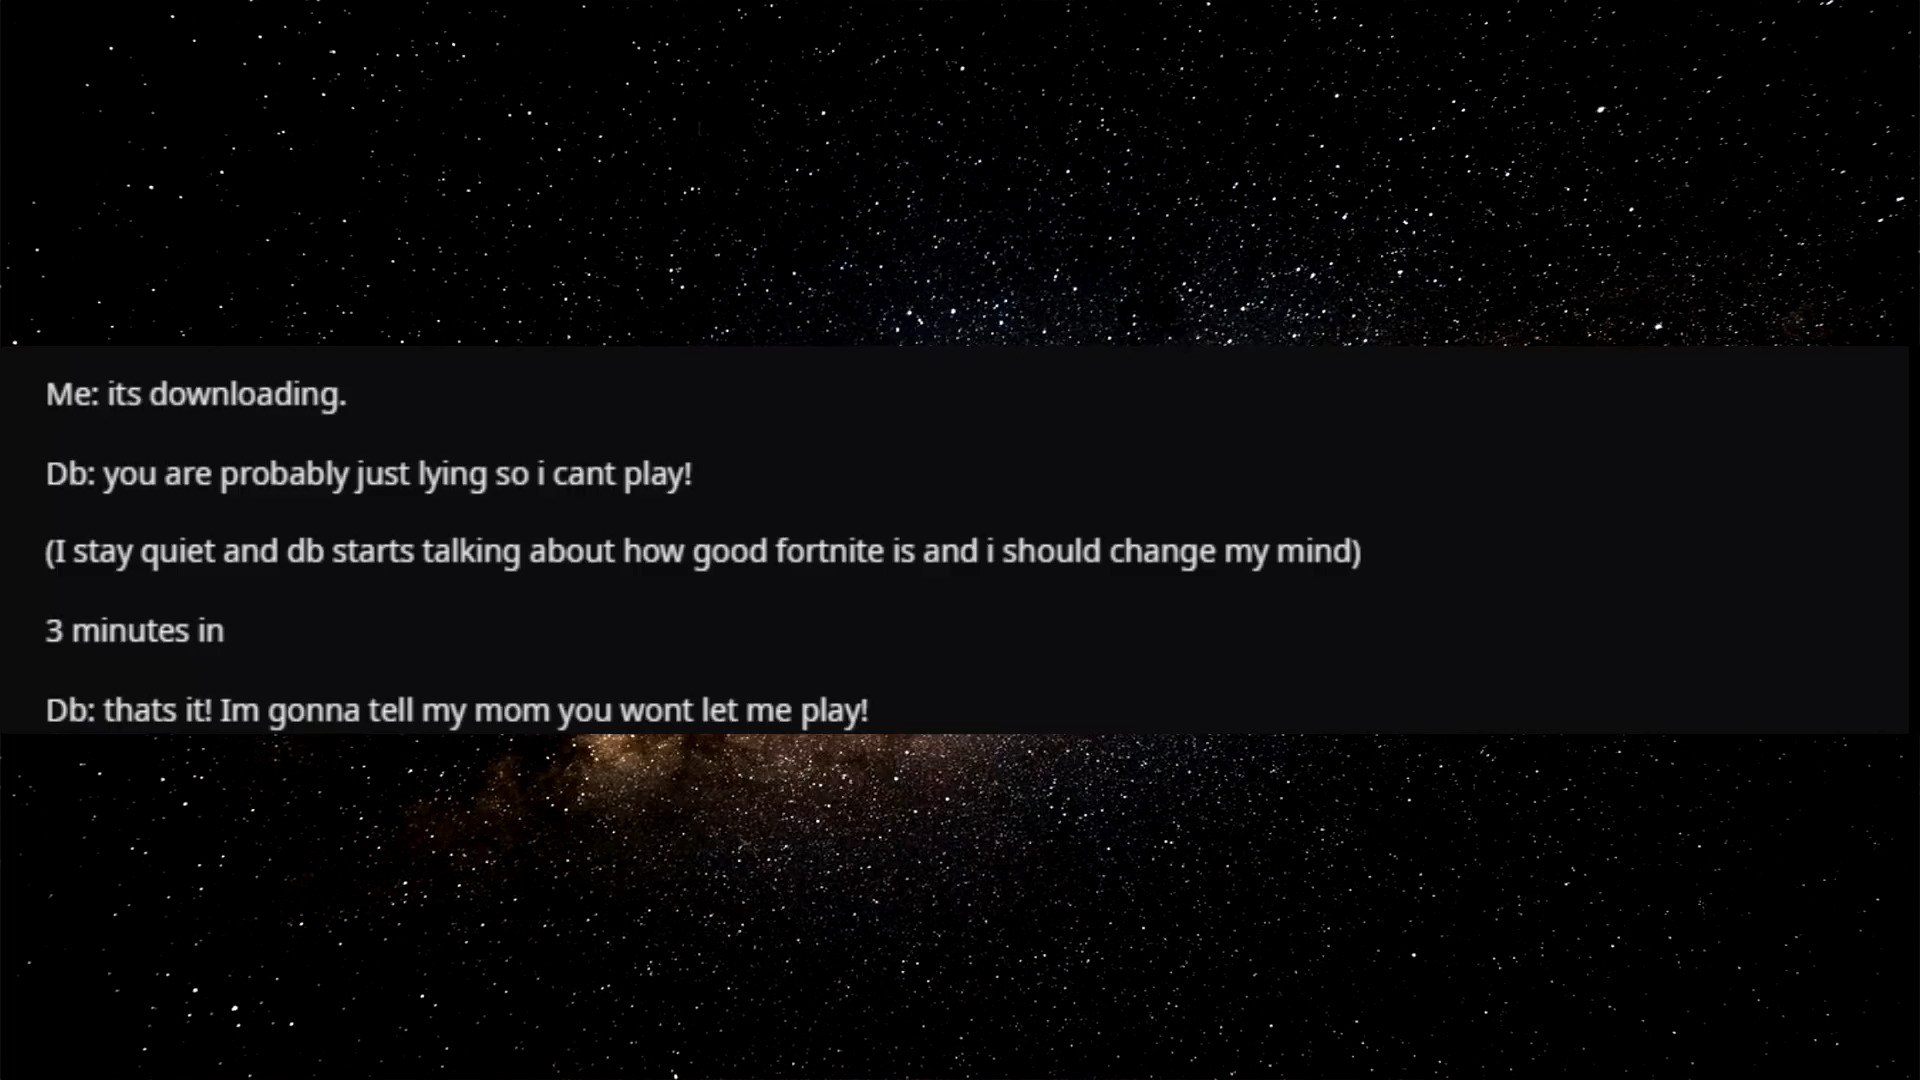 Me: its downloading.
Db: you are probably just lying so i cant play!
(I stay quiet and db starts talking about how good fortnite is and i should change my mind)
3 minutes in
Db: thats it! Im gonna tell my mom you wont let me play!